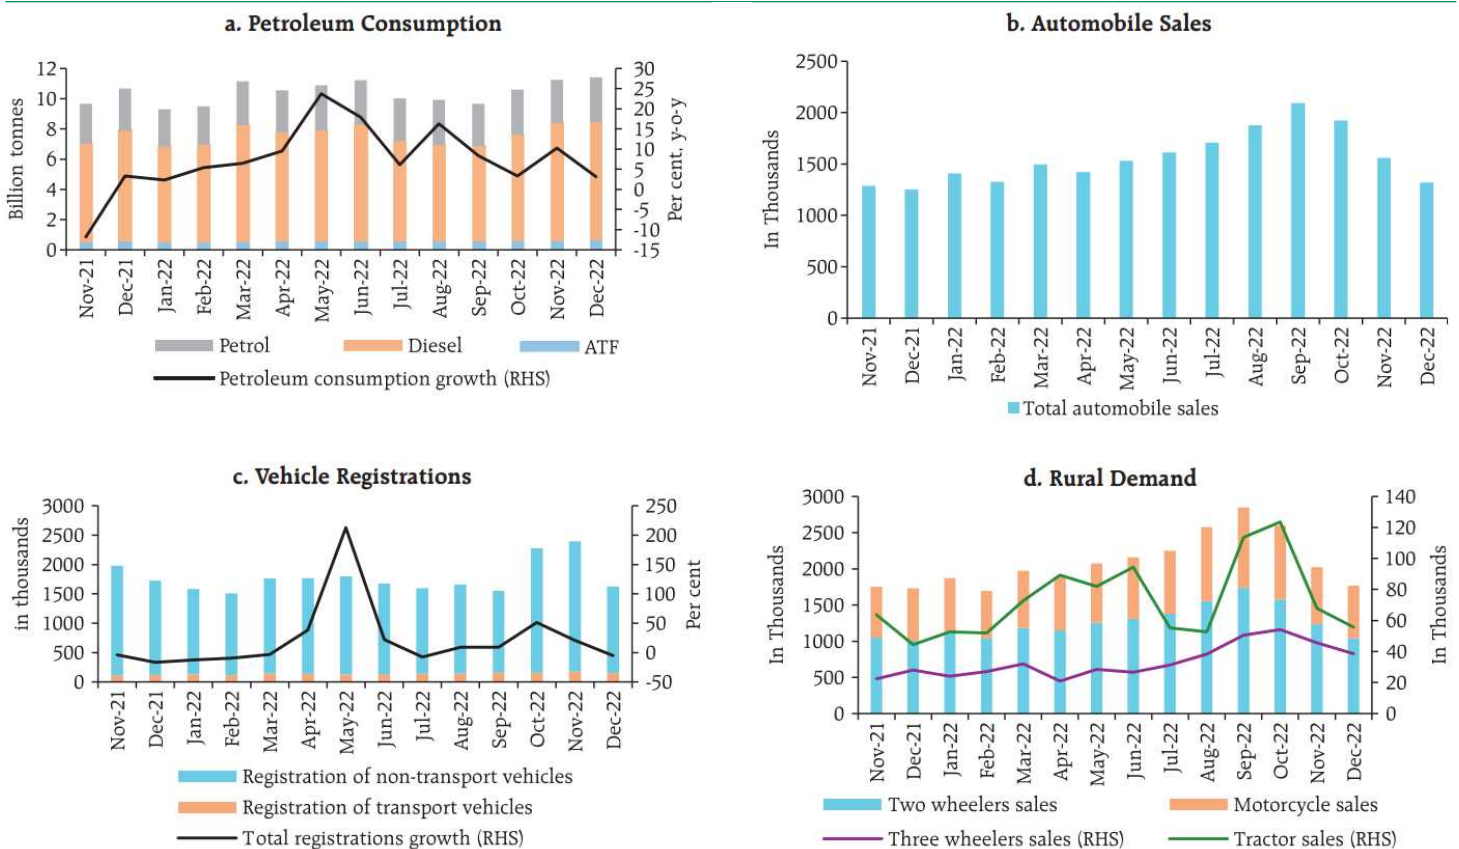 a. Petroleum Consumption
12 10 8 6 4 2 0
Billion tonnes
30 25 20 15 10 5 0 -5 -10 -15
Per cent, y-o-y
Nov-21 Dec-21 Jan-22 Feb-22 Mar-22 Apr-22 May-22 Jun-22 Jul-22 Aug-22 Sep-22 Oct-22 Nov-22 Dec-22
Petrol Diesel ATF
Petroleum consumption growth (RHS)
b. Automobile Sales
2500 2000 1500 1000 500 0
In Thousands
Nov-21 Dec-21 Jan-22 Feb-22 Mar-22 Apr-22 May-22 Jun-22 Jul-22 Aug-22 Sep-22 Oct-22 Nov-22 Dec-22
Total automobile sales
c. Vehicle Registrations
3000 2500 2000 1500 1000 500 0
in thousands
250 200 150 100 50 0 -50
Per cent
Nov-21 Dec-21 Jan-22 Feb-22 Mar-22 Apr-22 May-22 Jun-22 Jul-22 Aug-22 Sep-22 Oct-22 Nov-22 Dec-22
Registration of non-transport vehicles
Registration of transport vehicles
Total registrations growth (RHS)
d. Rural Demand
3000 2500 2000 1500 1000 500 0
In Thousands
140 120 100 80 60 40 20 0
In Thousands
Nov-21 Dec-21 Jan-22 Feb-22 Mar-22 Apr-22 May-22 Jun-22 Jul-22 Aug-22 Sep-22 Oct-22 Nov-22 Dec-22
Two wheelers sales Motorcycle sales
Three wheelers sales (RHS) Tractor sales (RHS)